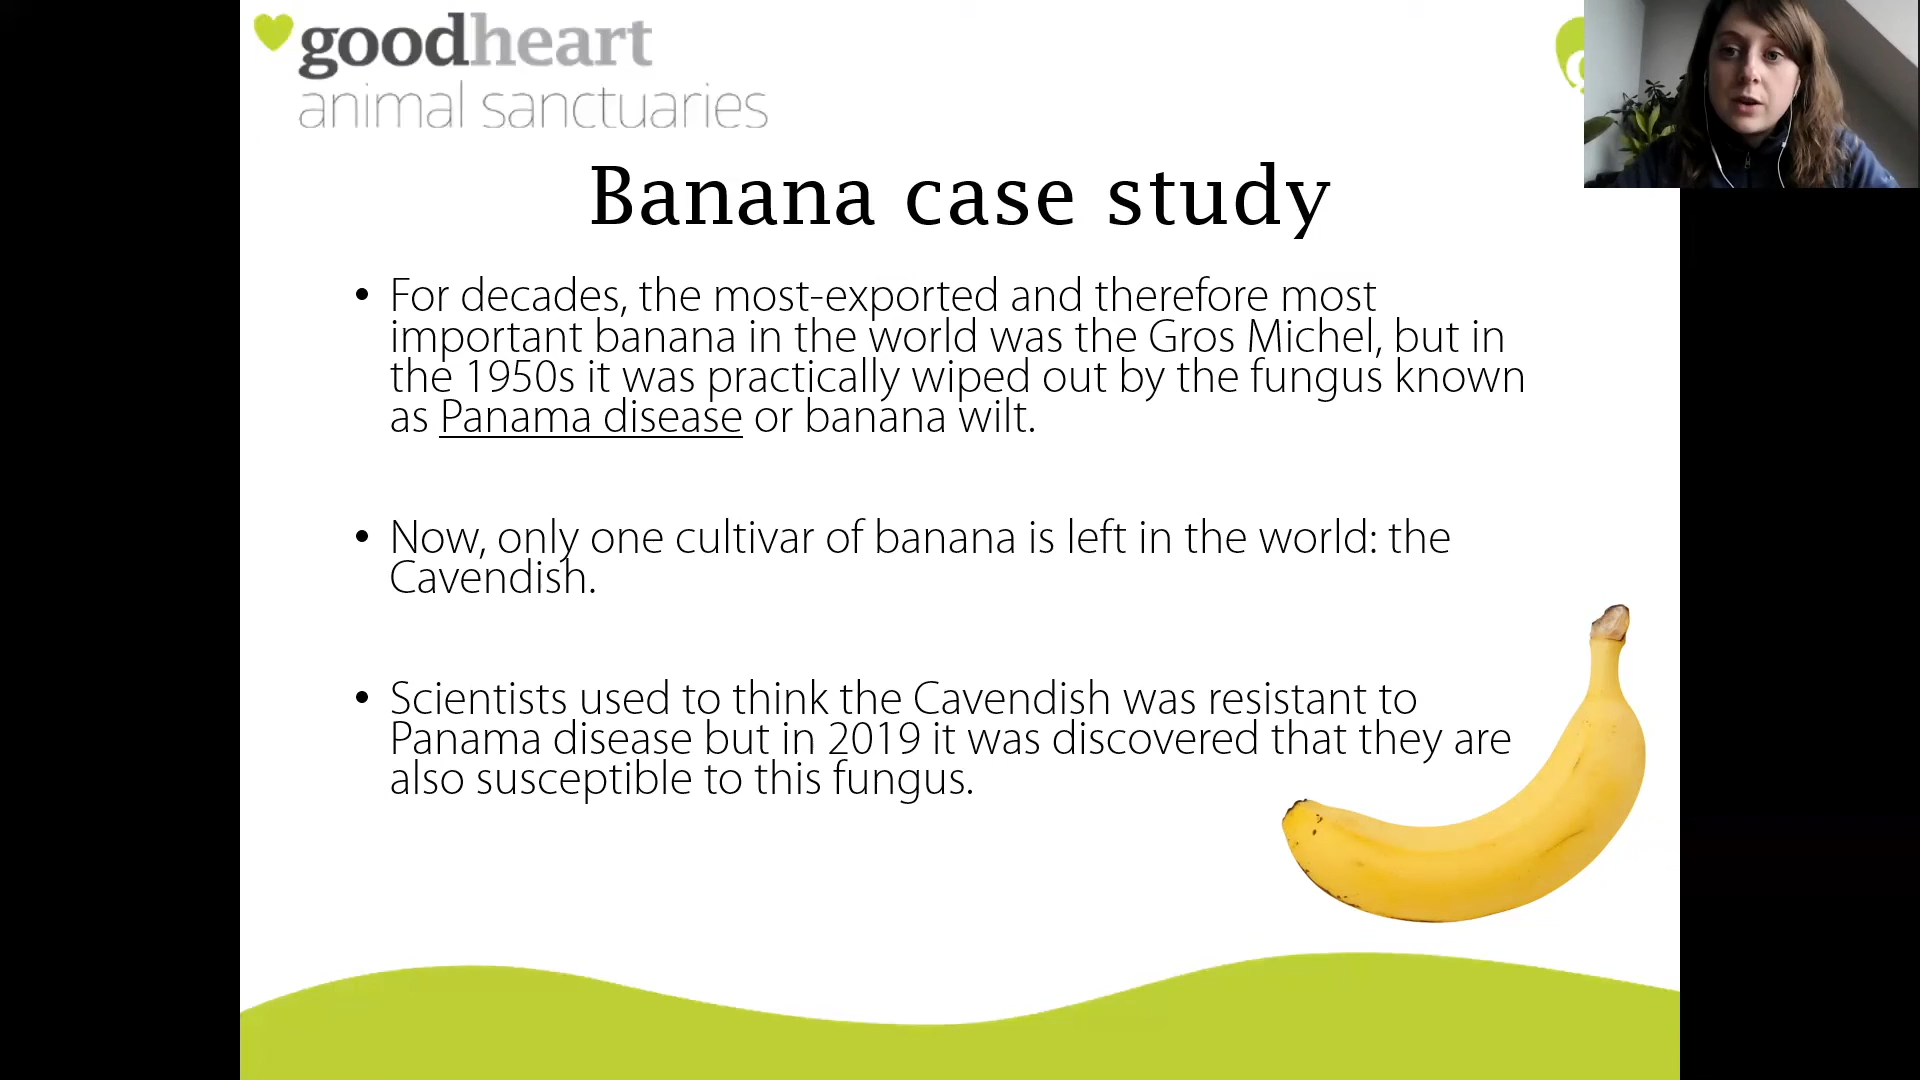 goodheart
animal sanctuaries
Banana case study
• For decades, the most-exported and therefore most
important banana in the world was the Gros Michel, but in
the 1950s it was practically wiped out by the fungus known
as Panama disease or banana wilt.
• Now, only one cultivar of banana is left in the world: the
Cavendish.
• Scientists used to think the Cavendish was resistant to
Panama disease but in 2019 it was discovered that they are
also susceptible to this fungus.